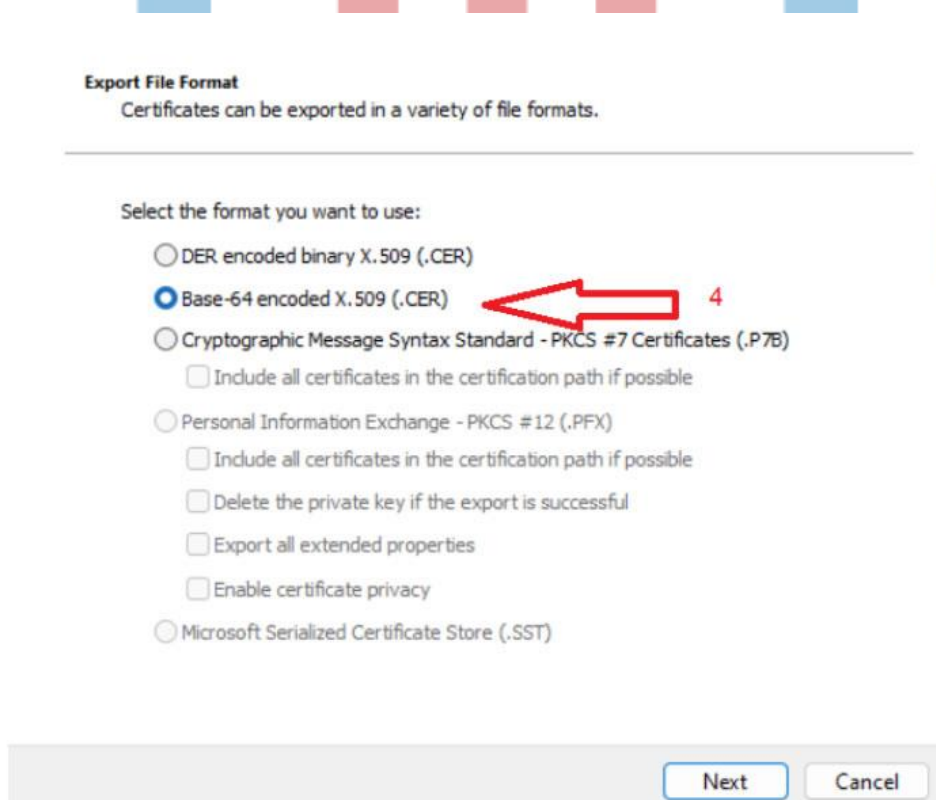 Export File Format
Certificates can be exported in a variety of file formats.
Select the format you want to use:
DER encoded binary X.509 (.CER)
Base-64 encoded X.509 (.CER)
4
Cryptographic Message Syntax Standard - PKCS #7 Certificates (.P7B)
Include all certificates in the certification path if possible
Personal Information Exchange - PKCS #12 (.PFX)
Include all certificates in the certification path if possible
Delete the private key if the export is successful
Export all extended properties
Enable certificate privacy
Microsoft Serialized Certificate Store (.SST)
Next
Cancel